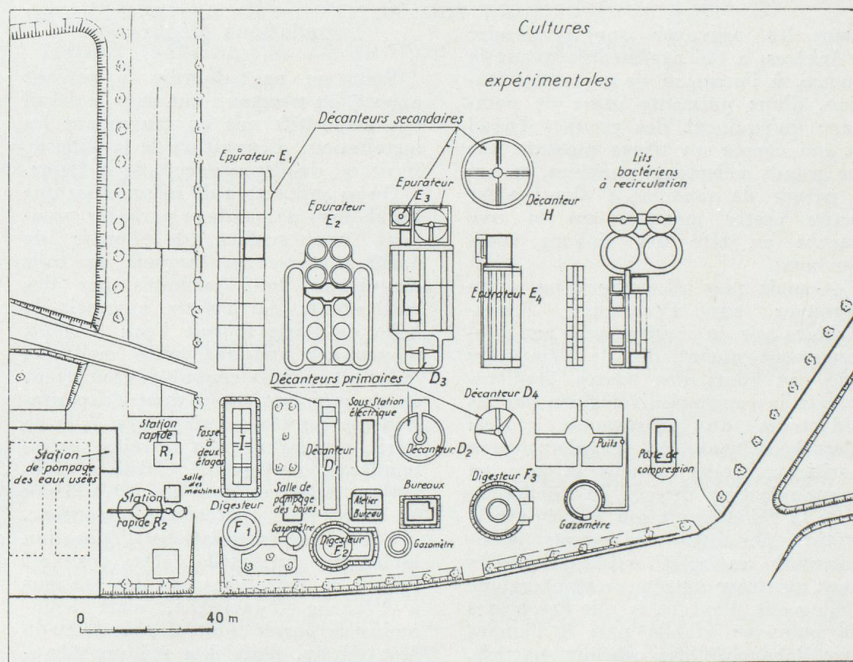 Cultures
expérimentales
Décanteurs secondaires
Epurateur E1
Epurateur
E2
Epurateur
E3
Décanteur
H
Lits
bactériens
à recirculation
Epurateur E4
Décanteurs primaires
D3
Station
rapide
R1
Fosse
à deux
étages
I
Décanteur
D1
Sous Station
électrique
Décanteur D2
Décanteur D4
Puits
Poste de
compression
Station
de pompage
des eaux usées
Salle
des
machines
Station
rapide R2
Digesteur
F1
Salle de
pompage
des boues
Gazomètre
Atelier
Bureau
Digesteur
F2
Bureaux
Gazomètre
Digesteur F3
Gazomètre
0 40 m